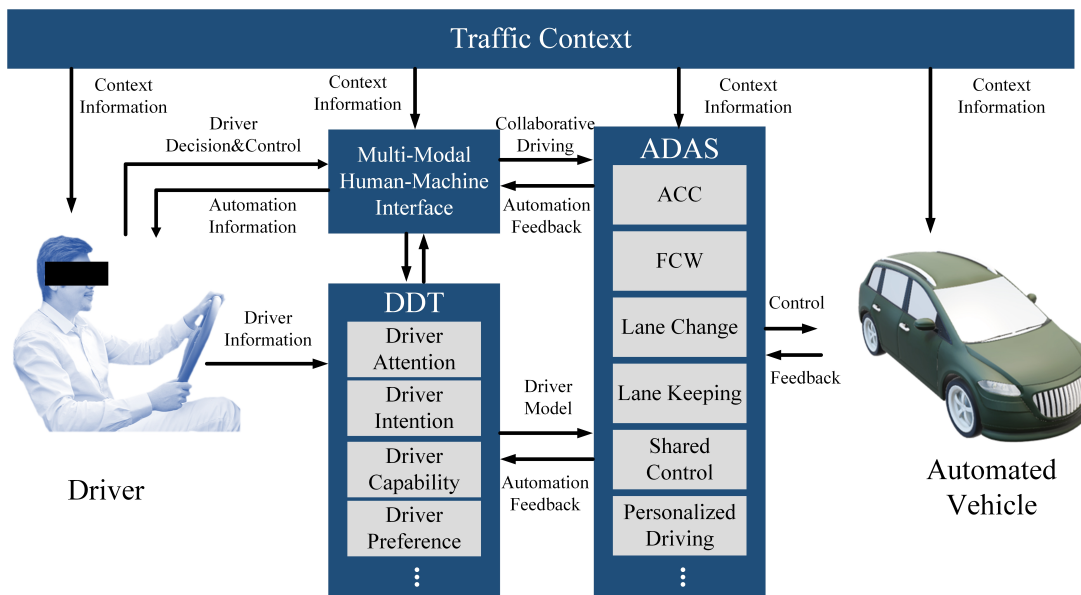 Traffic Context
Context
Information
Context
Information
Context
Information
Context
Information
Driver
Decision&Control
Automation
Information
Multi-Modal
Human-Machine
Interface
Collaborative
Driving
Automation
Feedback
ADAS
ACC
FCW
Lane Change
Lane Keeping
Shared
Control
Personalized
Driving
Driver
Information
DDT
Driver
Attention
Driver
Intention
Driver
Capability
Driver
Preference
Driver
Model
Automation
Feedback
Control
Feedback
Driver
Automated
Vehicle